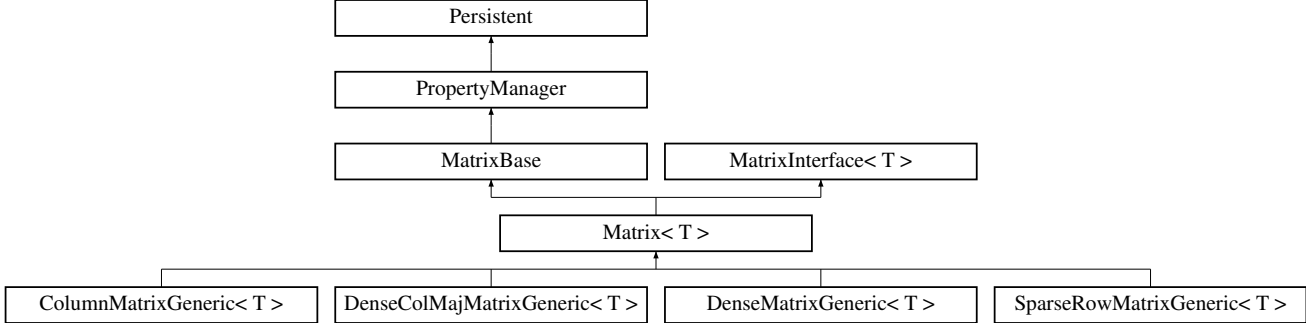 Persistent
PropertyManager
MatrixBase
MatrixInterface< T >
Matrix< T >
ColumnMatrixGeneric< T >
DenseColMajMatrixGeneric< T >
DenseMatrixGeneric< T >
SparseRowMatrixGeneric< T >